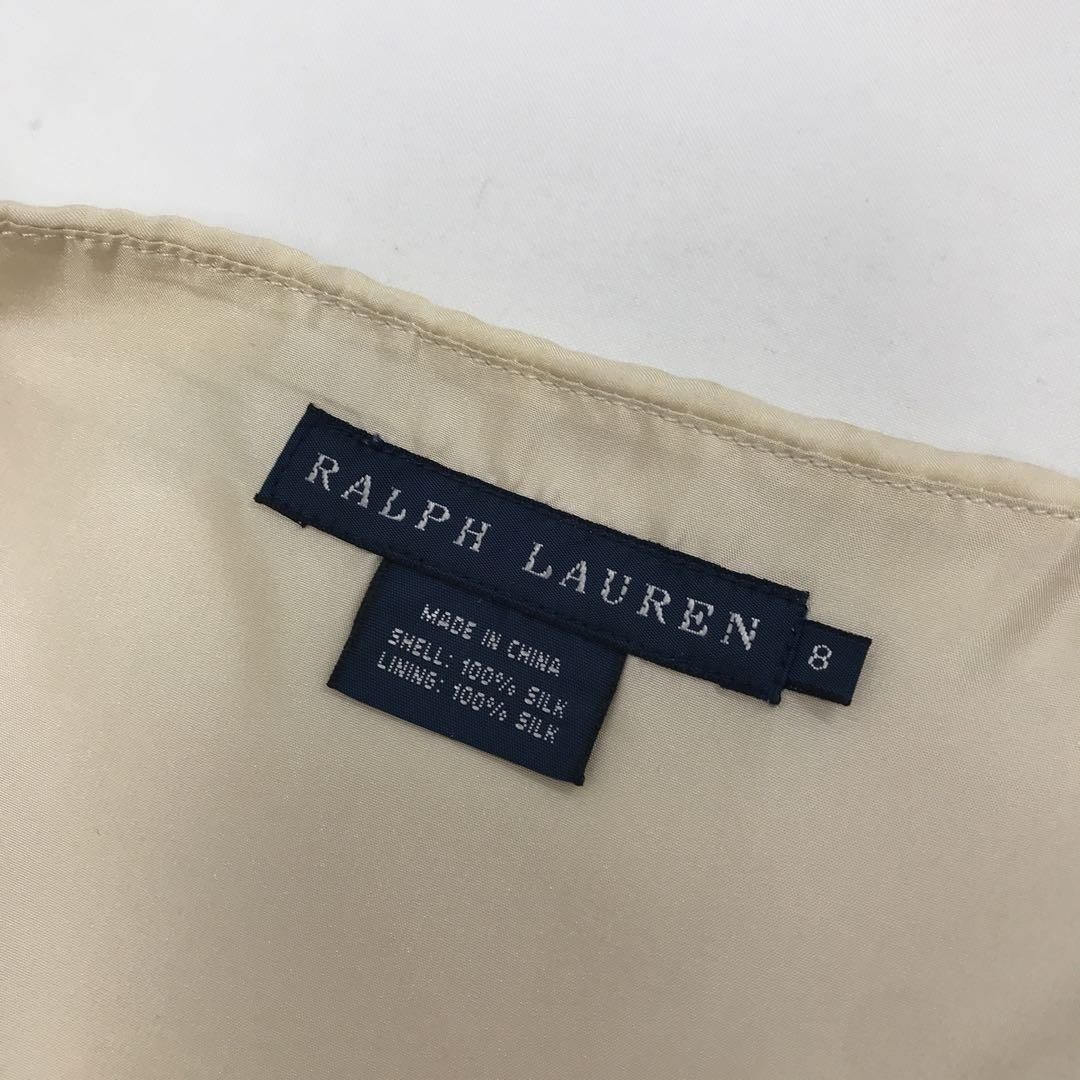 RALPH LAUREN
8
MADE IN CHINA
SHELL: 100% SILK
LINING: 100% SILK